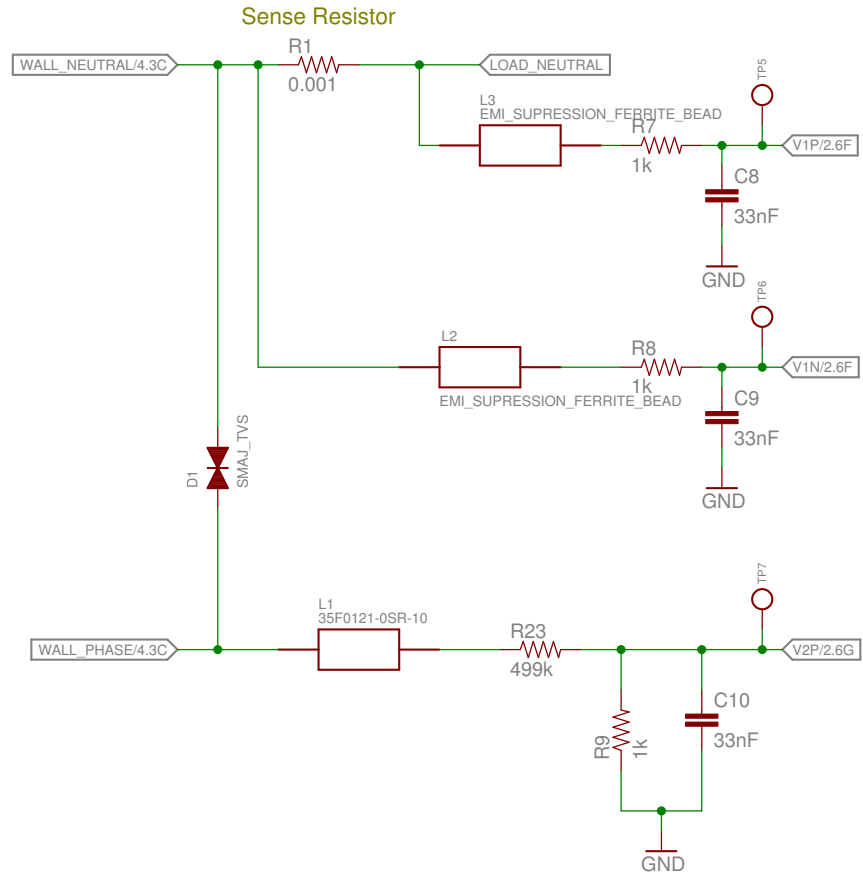 Sense Resistor
WALL_NEUTRAL/4.3C
R1
0.001
LOAD_NEUTRAL
TP5
L3
EMI_SUPRESSION_FERRITE_BEAD
R7
1k
V1P/2.6F
C8
33nF
GND
TP6
L2
EMI_SUPRESSION_FERRITE_BEAD
R8
1k
V1N/2.6F
C9
33nF
GND
D1
SMAJ_TVS
TP7
WALL_PHASE/4.3C
L1
35F0121-0SR-10
R23
499k
V2P/2.6G
R9
1k
C10
33nF
GND